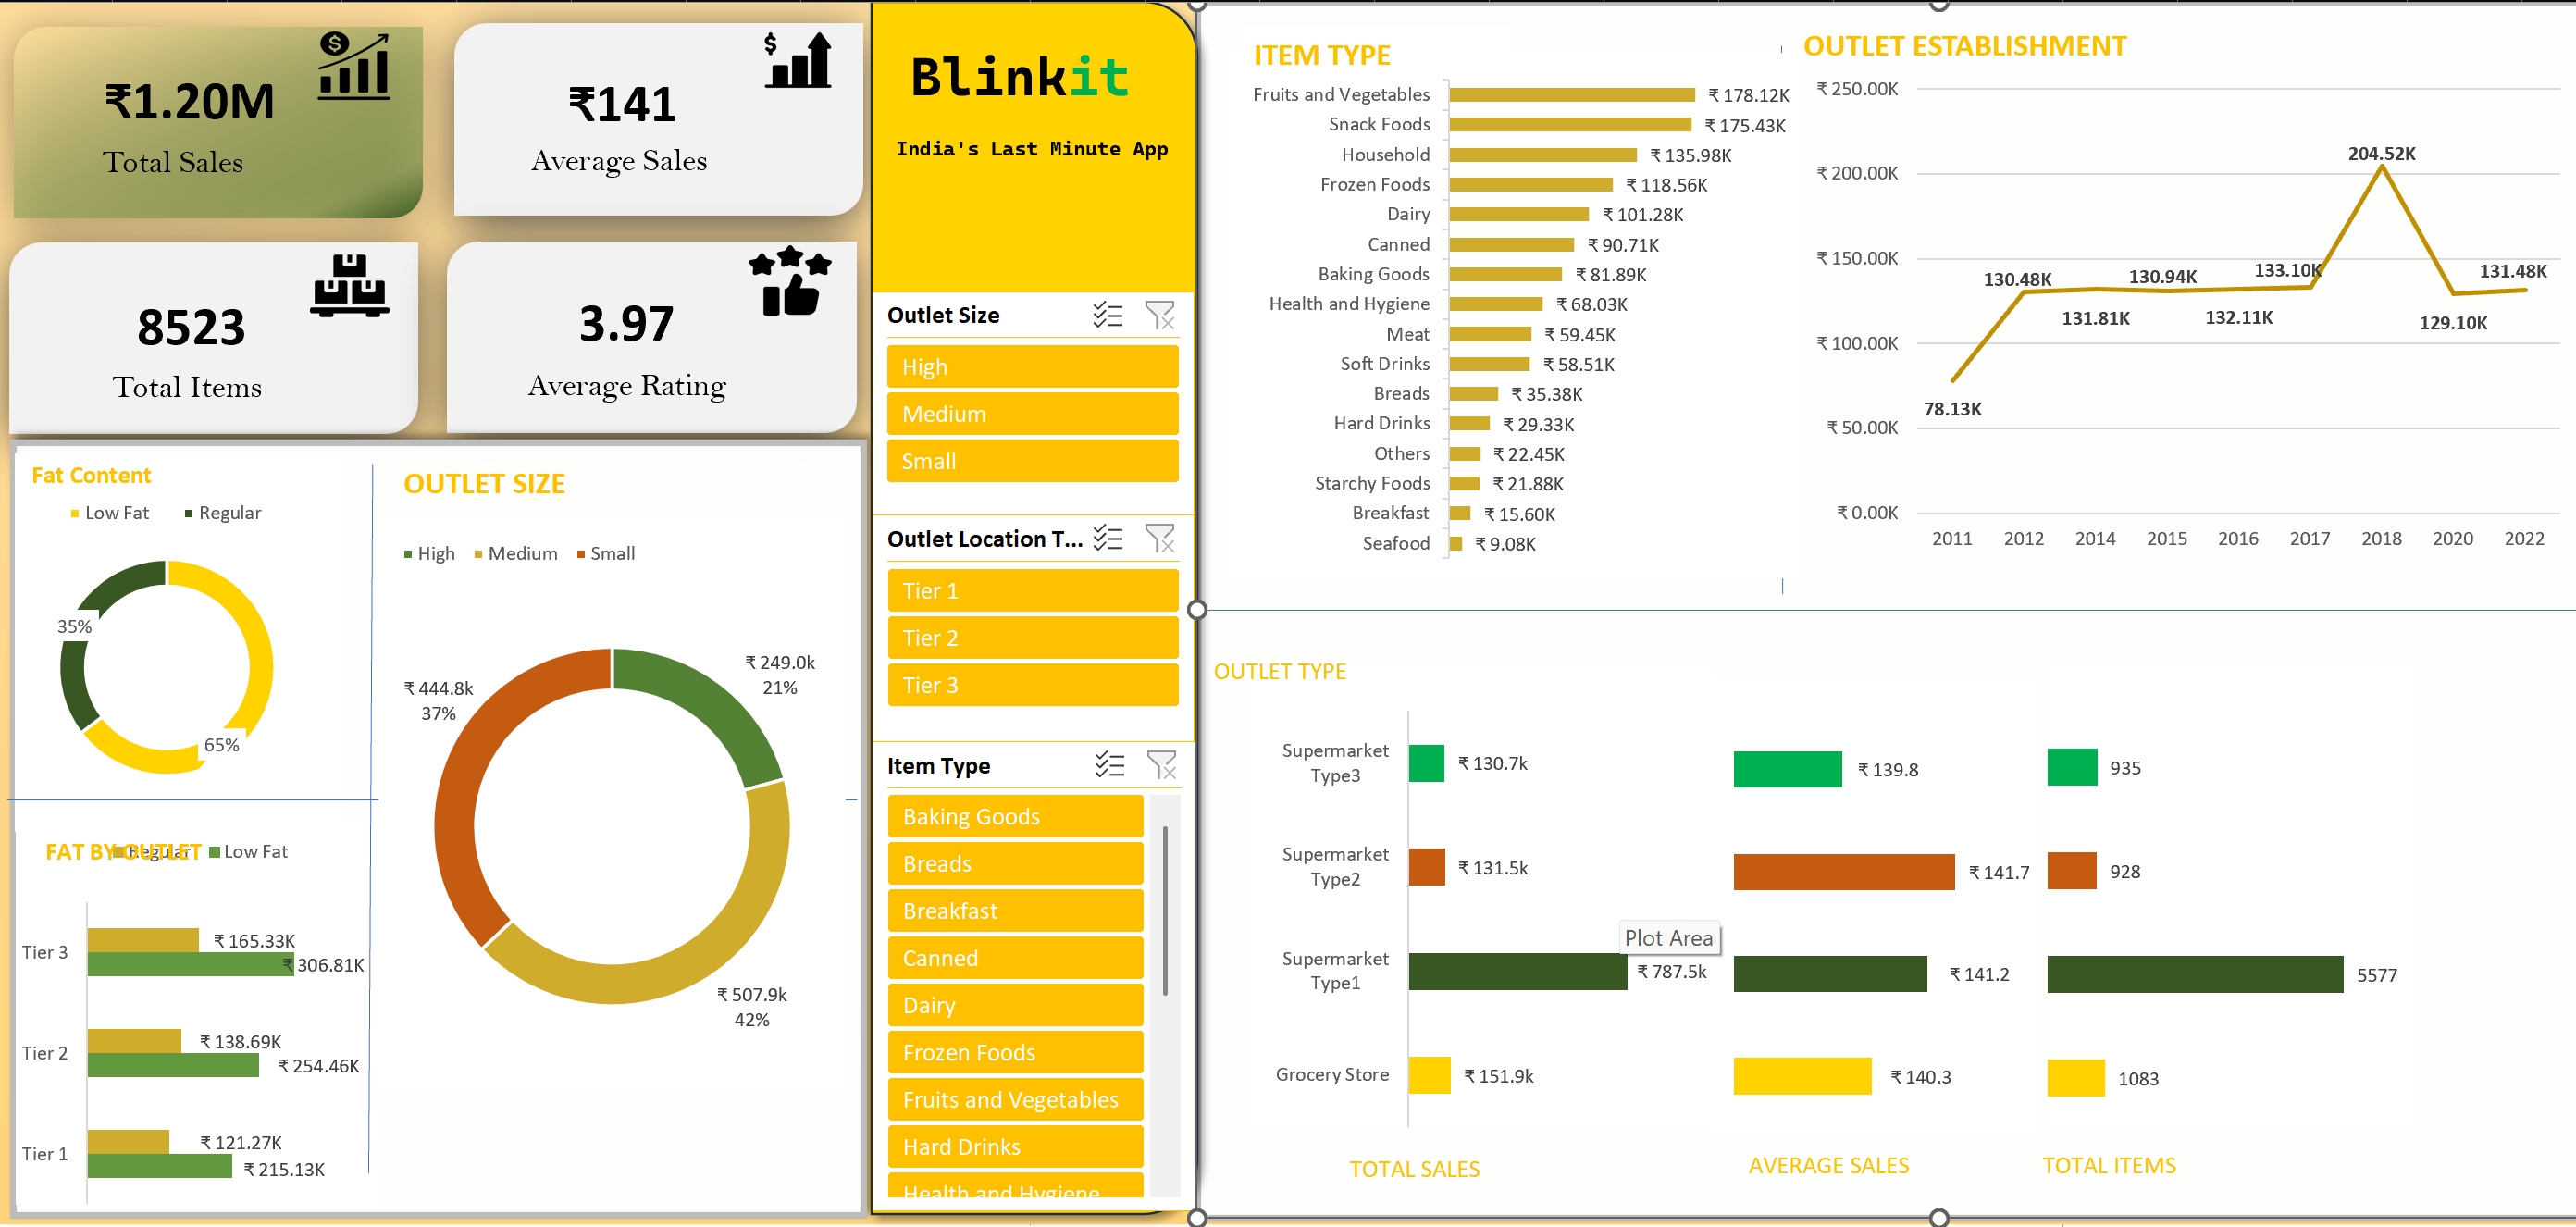 ₹1.20M
Total Sales
₹141
Average Sales
8523
Total Items
3.97
Average Rating
Fat Content
Low Fat
Regular
35%
65%
FAT BY OUTLET
Regular
Low Fat
Tier 3
₹ 165.33K
₹ 306.81K
Tier 2
₹ 138.69K
₹ 254.46K
Tier 1
₹ 121.27K
₹ 215.13K
OUTLET SIZE
High
Medium
Small
₹ 249.0k
21%
₹ 444.8k
37%
₹ 507.9k
42%
Blinkit
India's Last Minute App
Outlet Size
High
Medium
Small
Outlet Location T...
Tier 1
Tier 2
Tier 3
Item Type
Baking Goods
Breads
Breakfast
Canned
Dairy
Frozen Foods
Fruits and Vegetables
Hard Drinks
Health and Hygiene
ITEM TYPE
Fruits and Vegetables ₹ 178.12K
Snack Foods ₹ 175.43K
Household ₹ 135.98K
Frozen Foods ₹ 118.56K
Dairy ₹ 101.28K
Canned ₹ 90.71K
Baking Goods ₹ 81.89K
Health and Hygiene ₹ 68.03K
Meat ₹ 59.45K
Soft Drinks ₹ 58.51K
Breads ₹ 35.38K
Hard Drinks ₹ 29.33K
Others ₹ 22.45K
Starchy Foods ₹ 21.88K
Breakfast ₹ 15.60K
Seafood ₹ 9.08K
OUTLET ESTABLISHMENT
₹ 250.00K
₹ 200.00K
₹ 150.00K
₹ 100.00K
₹ 50.00K
₹ 0.00K
78.13K
130.48K
131.81K
130.94K
132.11K
133.10K
204.52K
129.10K
131.48K
2011 2012 2014 2015 2016 2017 2018 2020 2022
OUTLET TYPE
Supermarket
Type3
₹ 130.7k
₹ 139.8
935
Supermarket
Type2
₹ 131.5k
₹ 141.7
928
Plot Area
Supermarket
Type1
₹ 787.5k
₹ 141.2
5577
Grocery Store
₹ 151.9k
₹ 140.3
1083
TOTAL SALES
AVERAGE SALES
TOTAL ITEMS